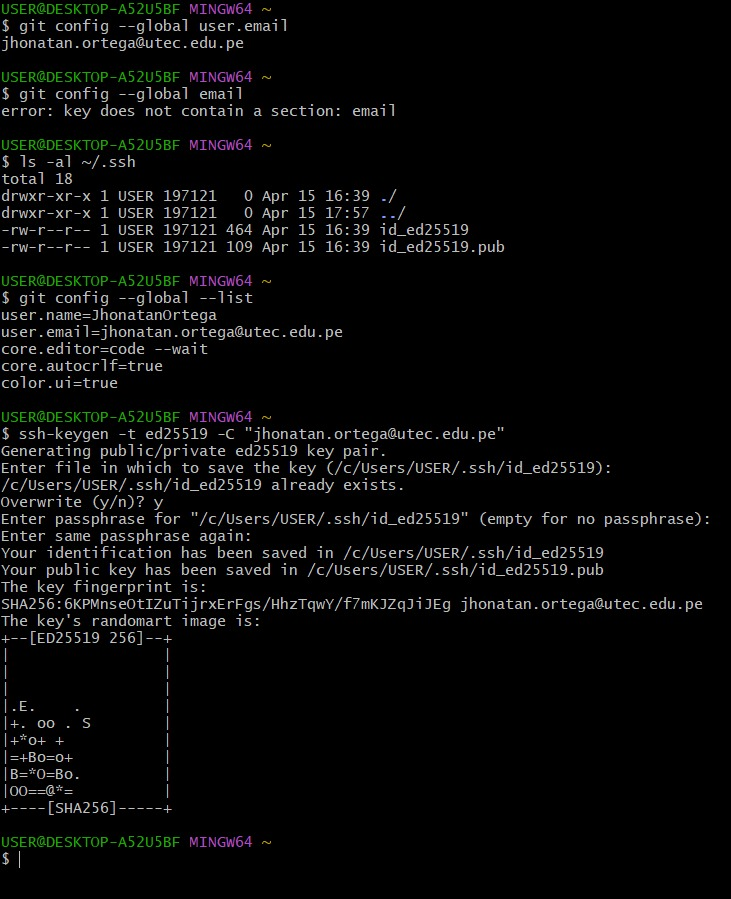 USER@DESKTOP-A52U5BF MINGW64 ~
$ git config --global user.email
jhonatan.ortega@utec.edu.pe

USER@DESKTOP-A52U5BF MINGW64 ~
$ git config --global email
error: key does not contain a section: email

USER@DESKTOP-A52U5BF MINGW64 ~
$ ls -al ~/.ssh
total 18
drwxr-xr-x 1 USER 197121   0 Apr 15 16:39 ./
drwxr-xr-x 1 USER 197121   0 Apr 15 17:57 ../
-rw-r--r-- 1 USER 197121 464 Apr 15 16:39 id_ed25519
-rw-r--r-- 1 USER 197121 109 Apr 15 16:39 id_ed25519.pub

USER@DESKTOP-A52U5BF MINGW64 ~
$ git config --global --list
user.name=JhonatanOrtega
user.email=jhonatan.ortega@utec.edu.pe
core.editor=code --wait
core.autocrlf=true
color.ui=true

USER@DESKTOP-A52U5BF MINGW64 ~
$ ssh-keygen -t ed25519 -C "jhonatan.ortega@utec.edu.pe"
Generating public/private ed25519 key pair.
Enter file in which to save the key (/c/Users/USER/.ssh/id_ed25519):
/c/Users/USER/.ssh/id_ed25519 already exists.
Overwrite (y/n)? y
Enter passphrase for "/c/Users/USER/.ssh/id_ed25519" (empty for no passphrase):
Enter same passphrase again:
Your identification has been saved in /c/Users/USER/.ssh/id_ed25519
Your public key has been saved in /c/Users/USER/.ssh/id_ed25519.pub
The key fingerprint is:
SHA256:6KPMnseOtIZuTijrxErFgs/HhzTqwY/f7mKJZqJiJEg jhonatan.ortega@utec.edu.pe
The key's randomart image is:
+--[ED25519 256]--+
|                 |
|                 |
|                 |
|.E.    .         |
|+. oo . S        |
|+*o+ +           |
|=+Bo=o+          |
|B=*O=Bo.         |
|OO==@*=          |
+----[SHA256]-----+

USER@DESKTOP-A52U5BF MINGW64 ~
$